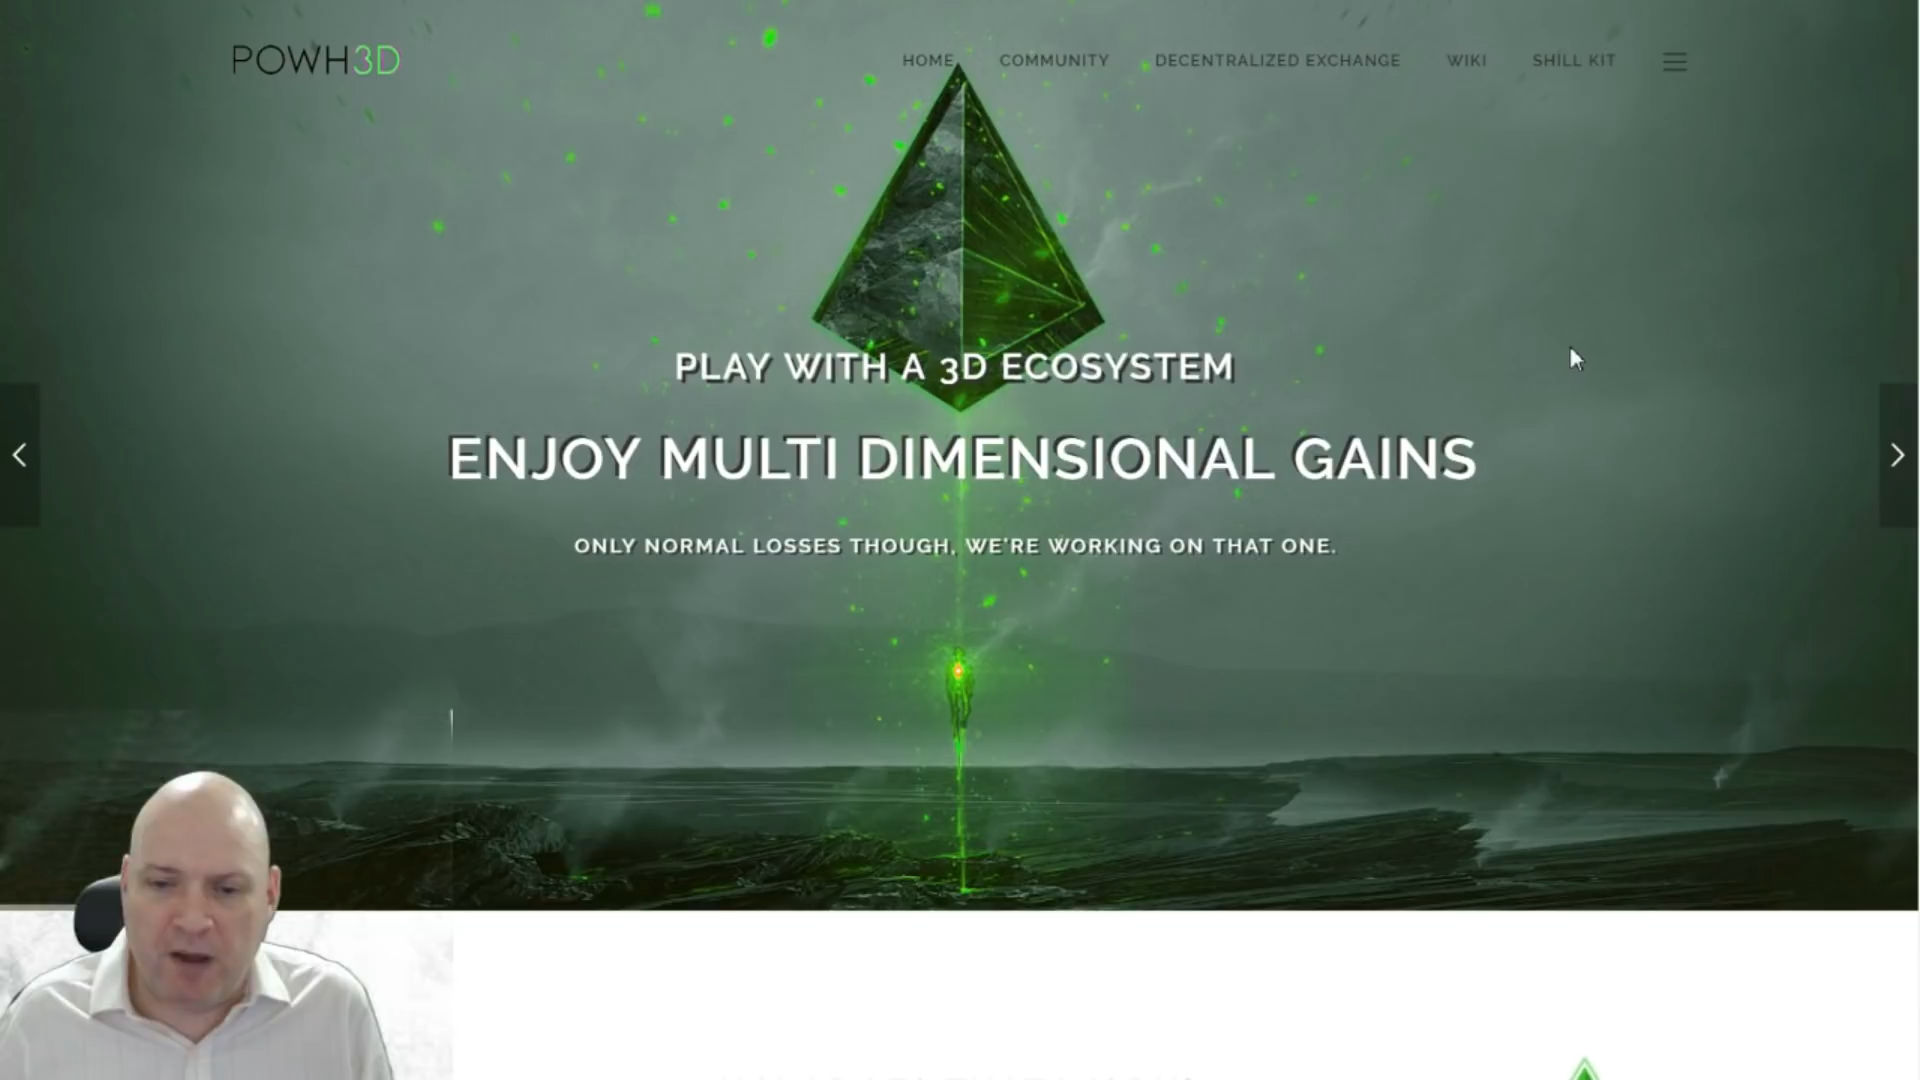 POWH3D
HOME
COMMUNITY
DECENTRALIZED EXCHANGE
WIKI
SHILL KIT
PLAY WITH A 3D ECOSYSTEM
ENJOY MULTI DIMENSIONAL GAINS
ONLY NORMAL LOSSES THOUGH, WE'RE WORKING ON THAT ONE.